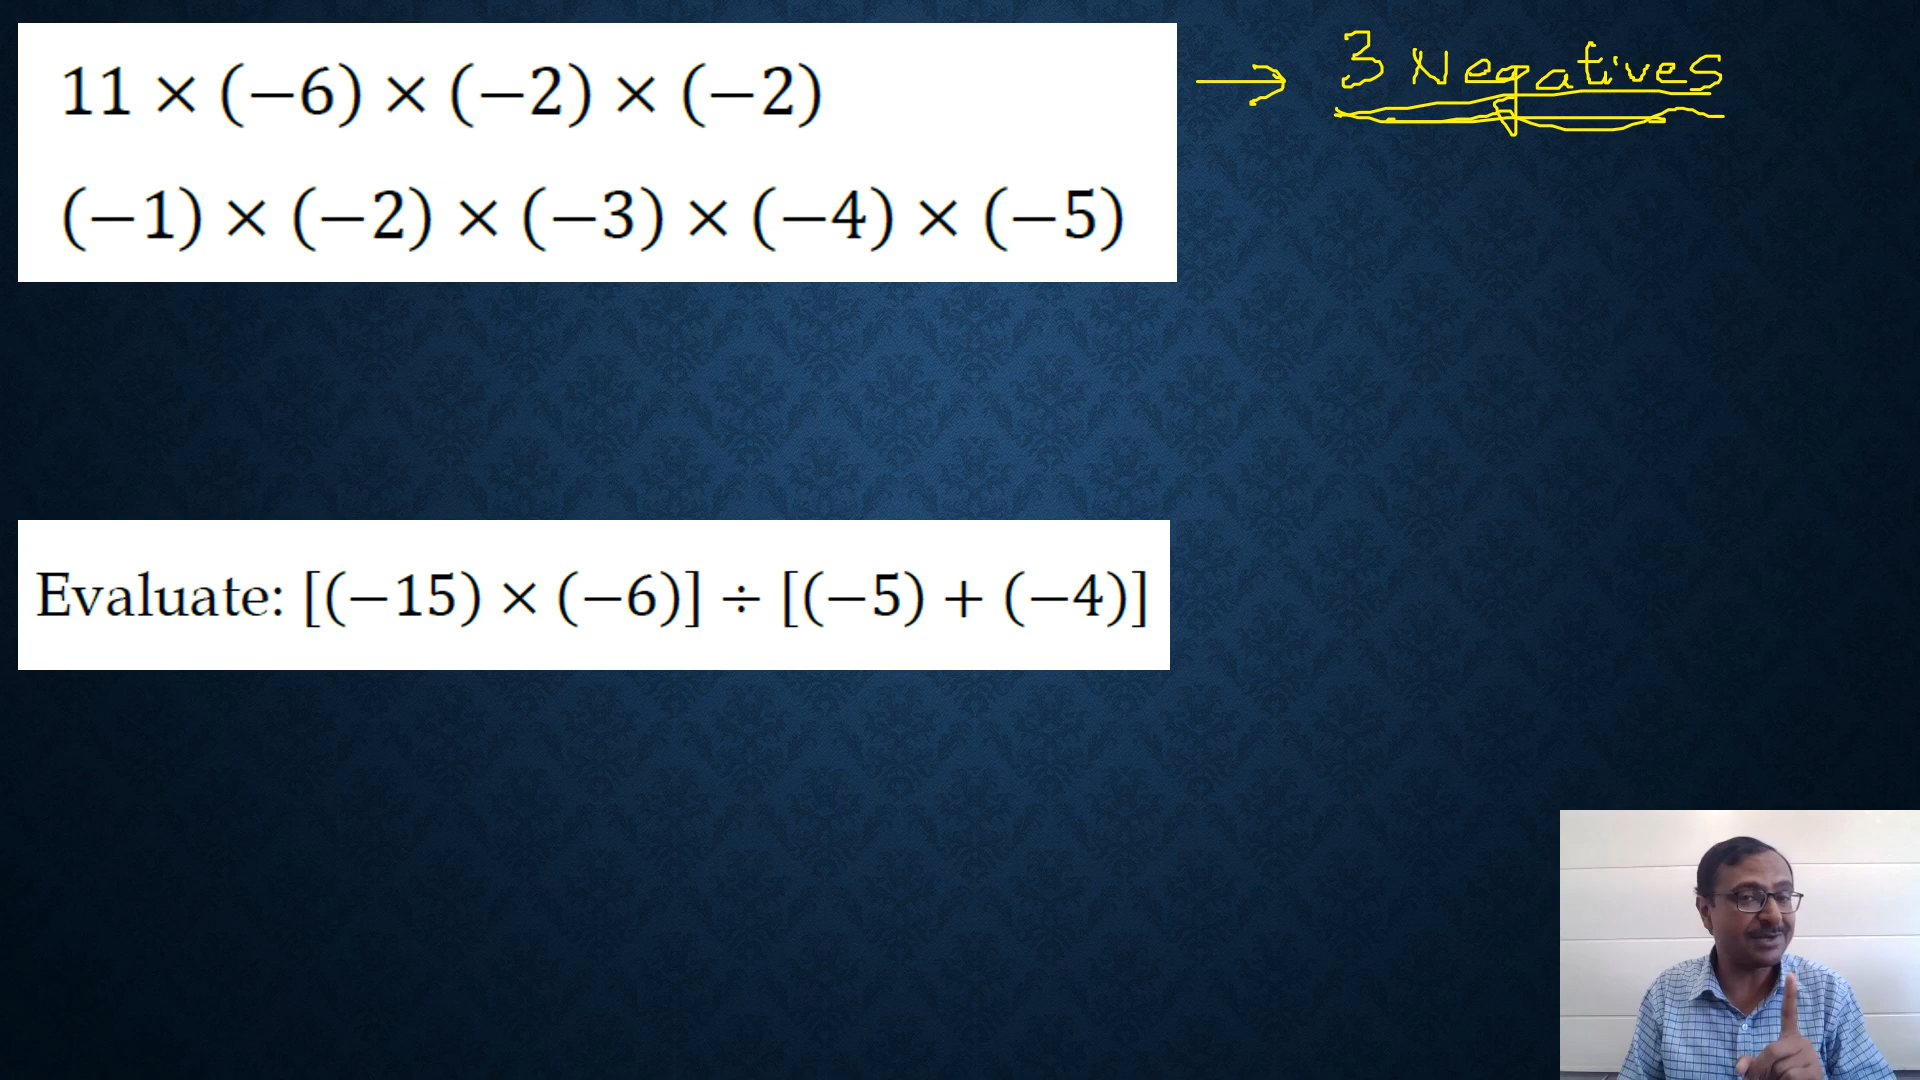 11 × (−6) × (−2) × (−2)
→ 3 Negatives
(−1) × (−2) × (−3) × (−4) × (−5)
Evaluate: [(−15) × (−6)] ÷ [(−5) + (−4)]